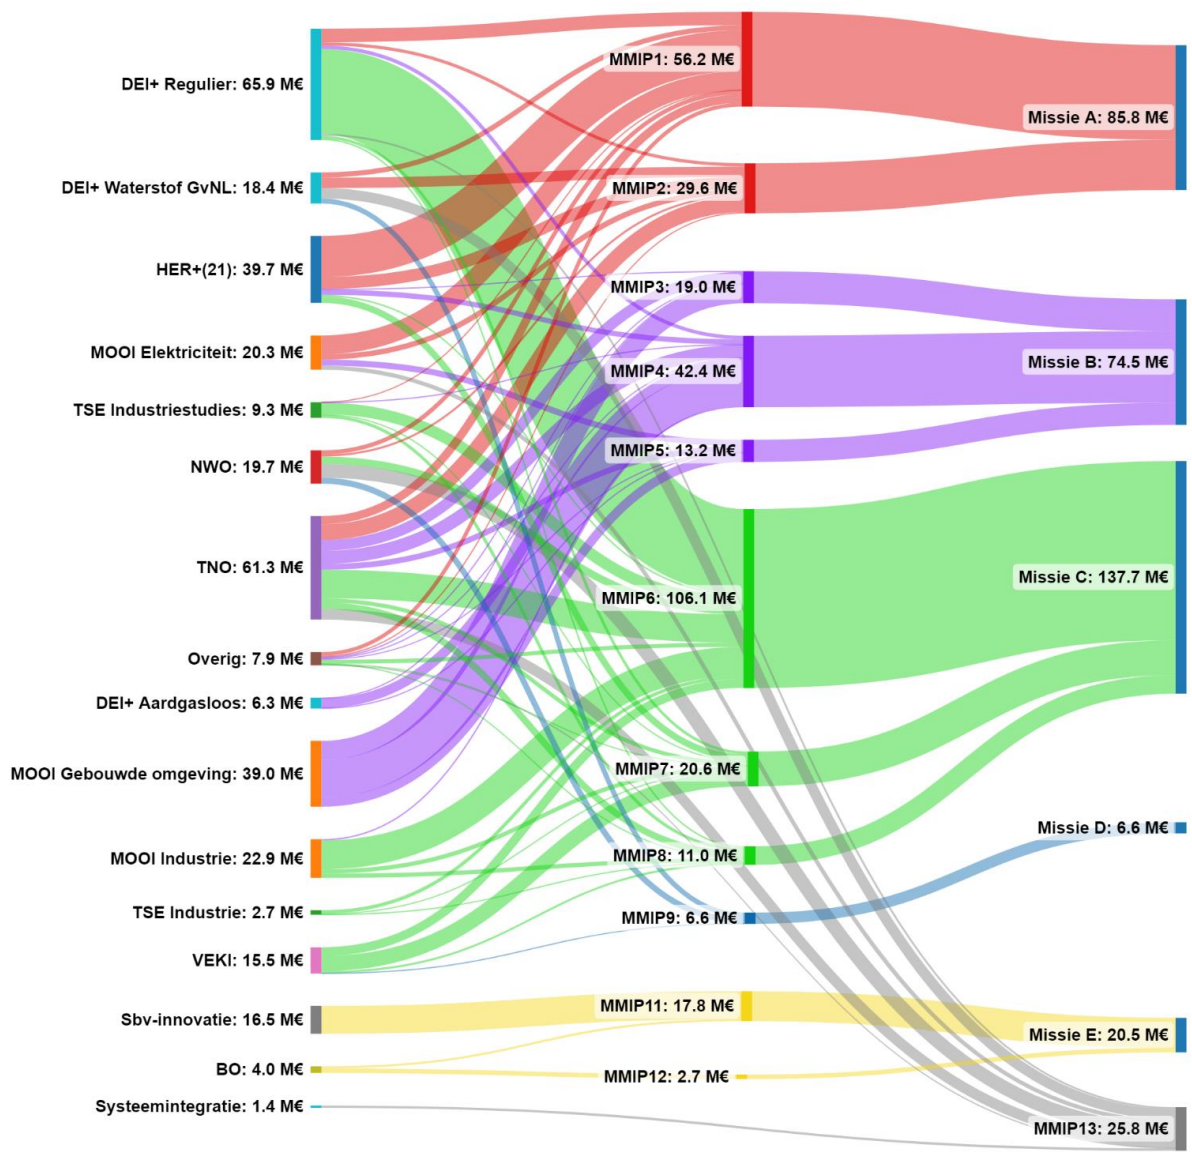 DEI+ Regulier: 65.9 M€
DEI+ Waterstof GvNL: 18.4 M€
HER+(21): 39.7 M€
MOOI Elektriciteit: 20.3 M€
TSE Industriestudies: 9.3 M€
NWO: 19.7 M€
TNO: 61.3 M€
Overig: 7.9 M€
DEI+ Aardgasloos: 6.3 M€
MOOI Gebouwde omgeving: 39.0 M€
MOOI Industrie: 22.9 M€
TSE Industrie: 2.7 M€
VEKI: 15.5 M€
Sbv-innovatie: 16.5 M€
BO: 4.0 M€
Systeemintegratie: 1.4 M€
MMIP1: 56.2 M€
MMIP2: 29.6 M€
MMIP3: 19.0 M€
MMIP4: 42.4 M€
MMIP5: 13.2 M€
MMIP6: 106.1 M€
MMIP7: 20.6 M€
MMIP8: 11.0 M€
MMIP9: 6.6 M€
MMIP11: 17.8 M€
MMIP12: 2.7 M€
Missie A: 85.8 M€
Missie B: 74.5 M€
Missie C: 137.7 M€
Missie D: 6.6 M€
Missie E: 20.5 M€
MMIP13: 25.8 M€